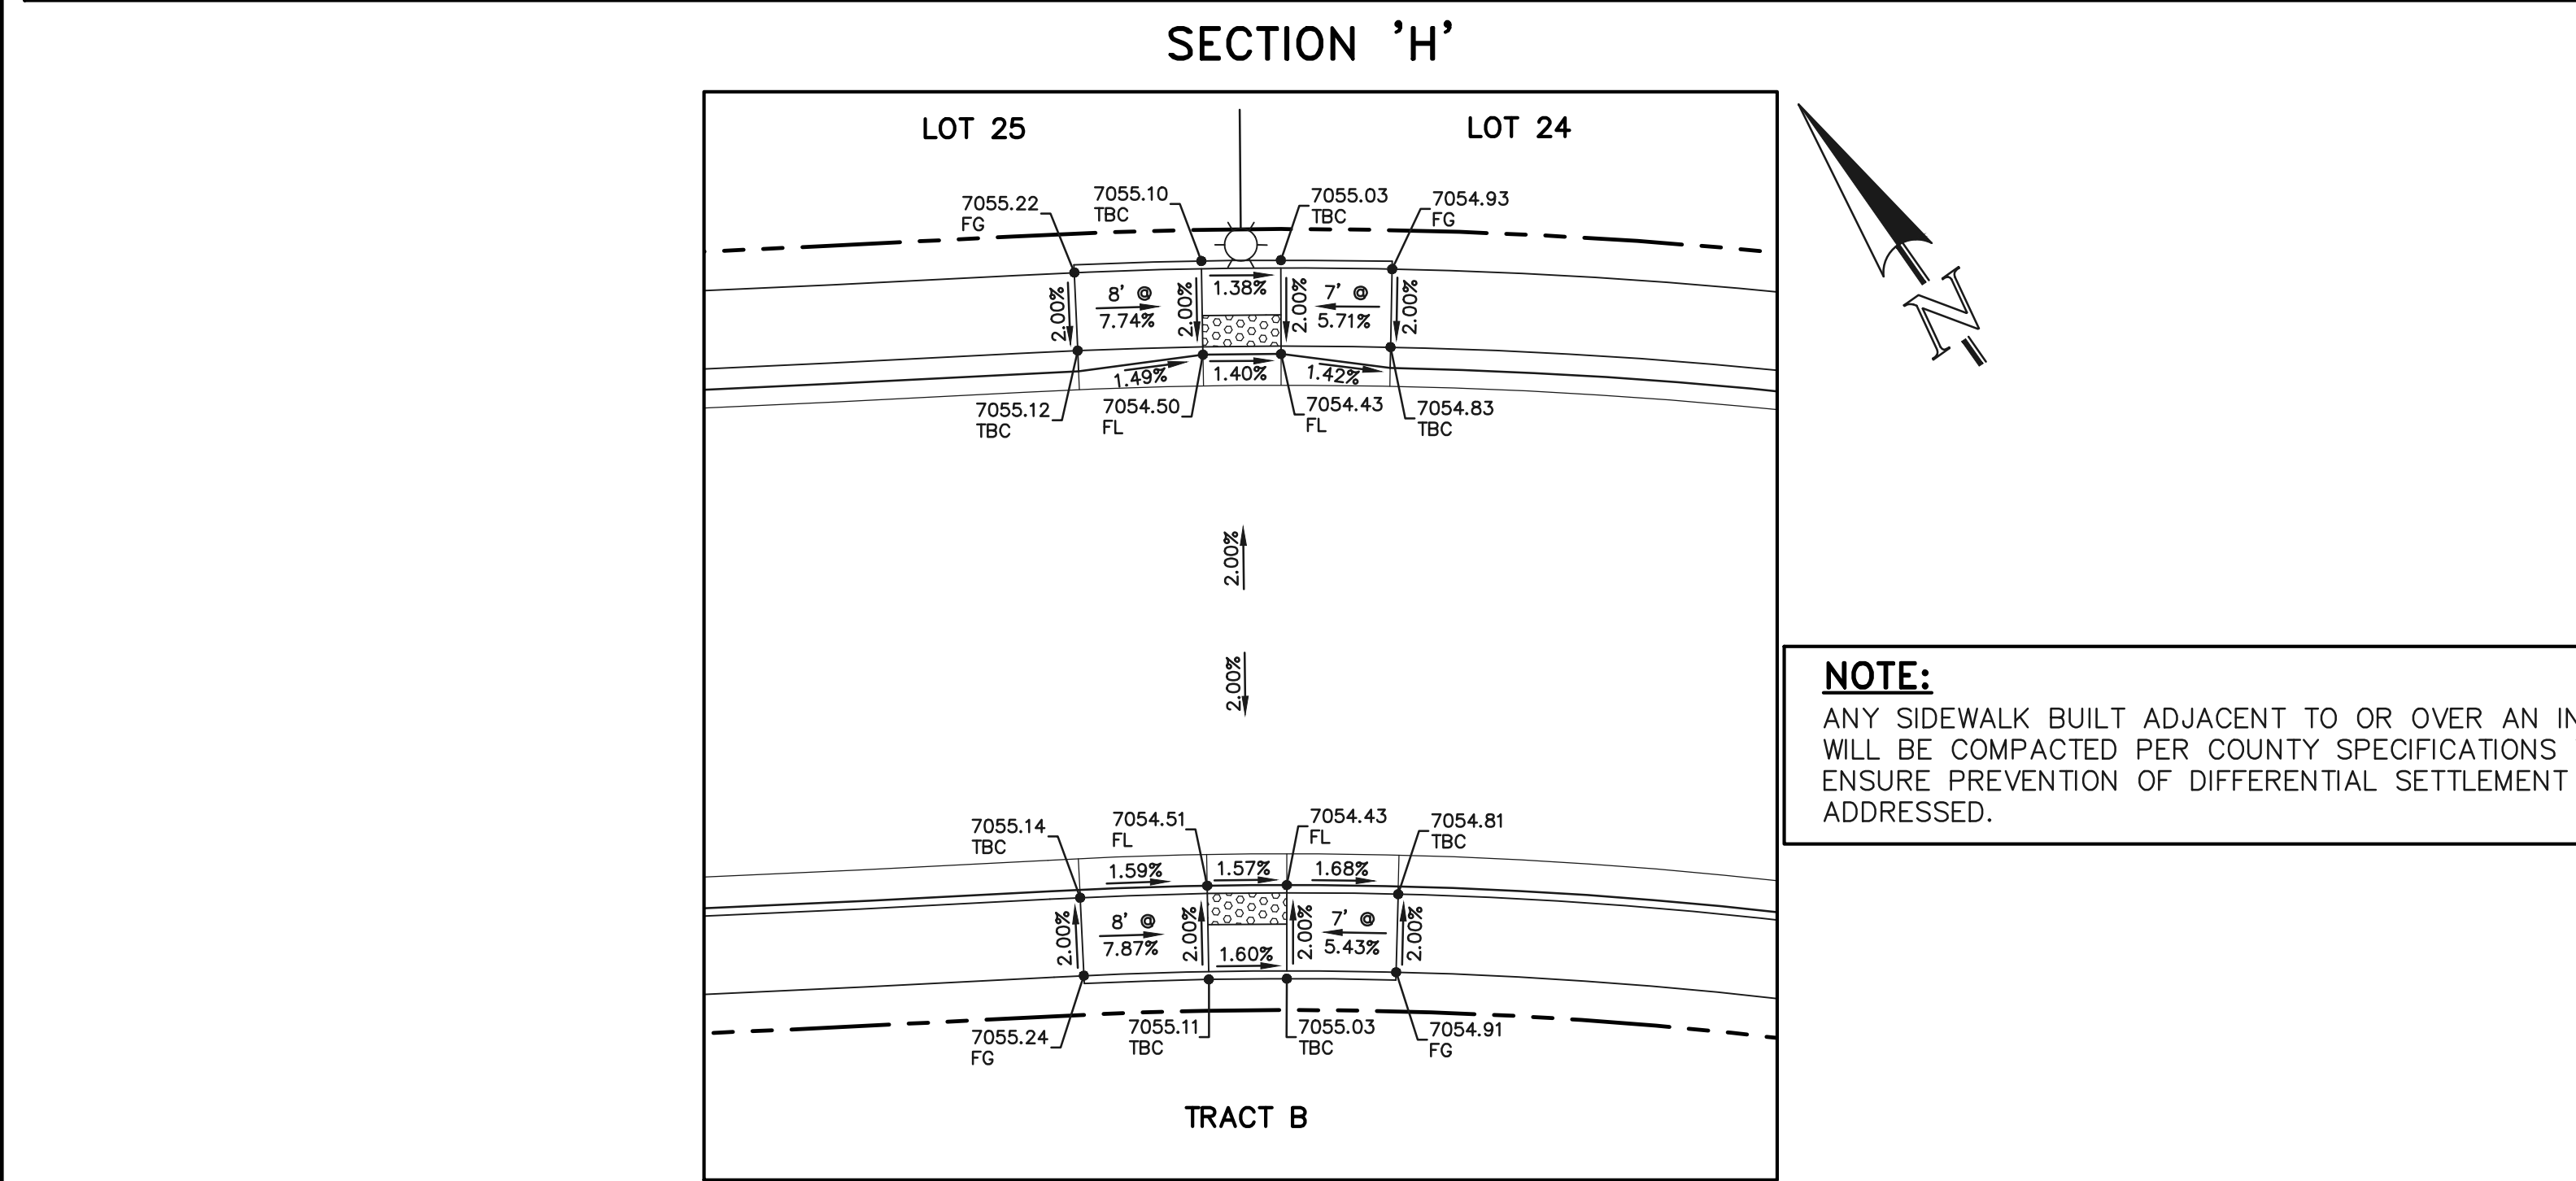 SECTION 'H'
LOT 25
LOT 24
7055.22
FG
7055.10
TBC
7055.03
TBC
7054.93
FG
2.00%
8' @
7.74%
2.00%
1.38%
2.00%
7' @
5.71%
2.00%
1.49%
1.40%
1.42%
7055.12
TBC
7054.50
FL
7054.43
FL
7054.83
TBC
N
2.00%
2.00%
NOTE:
ANY SIDEWALK BUILT ADJACENT TO OR OVER AN
WILL BE COMPACTED PER COUNTY SPECIFICATIONS
ENSURE PREVENTION OF DIFFERENTIAL SETTLEMENT
ADDRESSED.
7055.14
TBC
7054.51
FL
7054.43
FL
7054.81
TBC
1.59%
1.57%
1.68%
2.00%
8' @
7.87%
2.00%
1.60%
2.00%
7' @
5.43%
2.00%
7055.24
FG
7055.11
TBC
7055.03
TBC
7054.91
FG
TRACT B